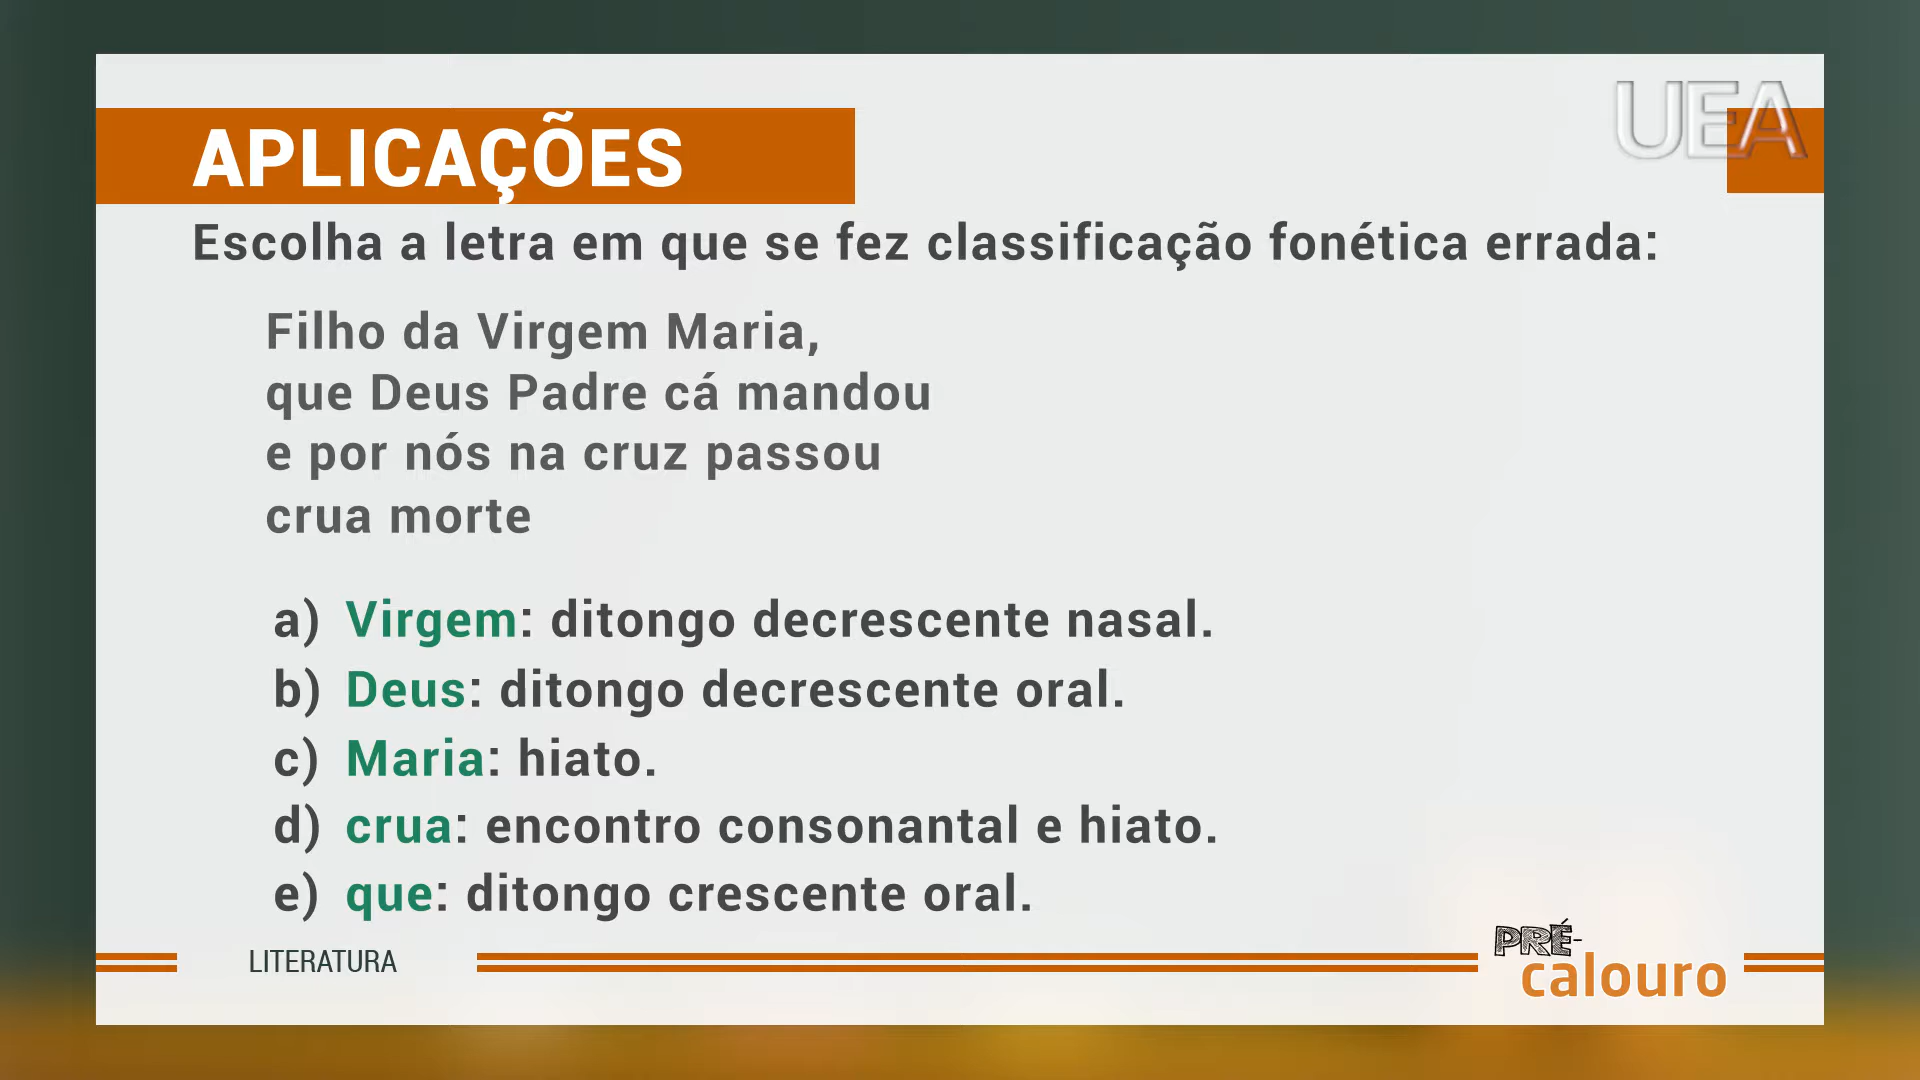 UEA
APLICAÇÕES
Escolha a letra em que se fez classificação fonética errada:
Filho da Virgem Maria,
que Deus Padre cá mandou
e por nós na cruz passou
crua morte
a) Virgem: ditongo decrescente nasal.
b) Deus: ditongo decrescente oral.
c) Maria: hiato.
d) crua: encontro consonantal e hiato.
e) que: ditongo crescente oral.
LITERATURA
PRÉ-
calouro